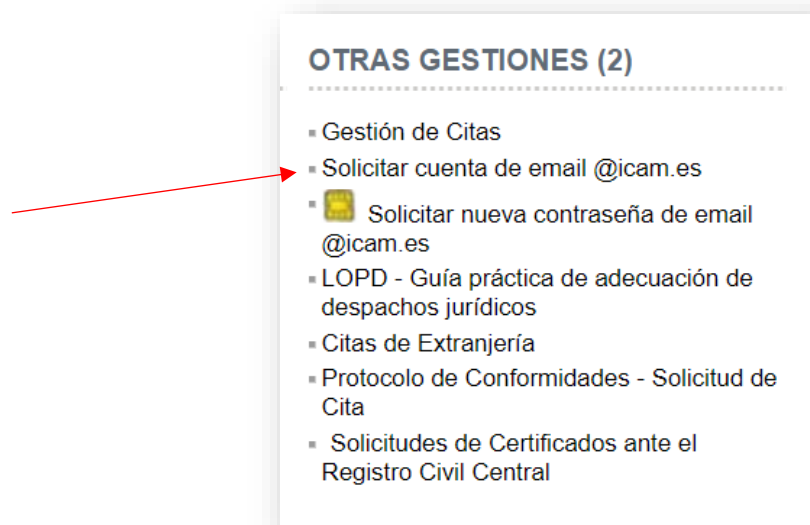 OTRAS GESTIONES (2)
Gestión de Citas
Solicitar cuenta de email @icam.es
Solicitar nueva contraseña de email
@icam.es
LOPD - Guía práctica de adecuación de
despachos jurídicos
Citas de Extranjería
Protocolo de Conformidades - Solicitud de
Cita
Solicitudes de Certificados ante el
Registro Civil Central